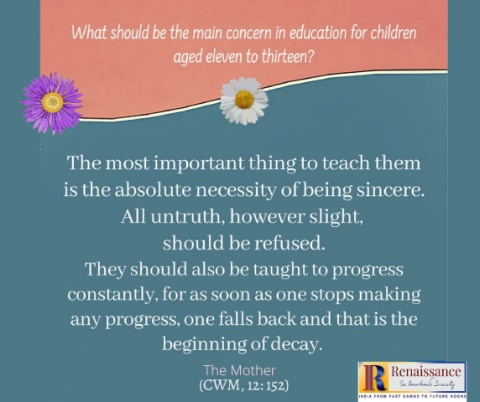 What should be the main concern in education for children
aged eleven to thirteen?
The most important thing to teach them
is the absolute necessity of being sincere.
All untruth, however slight,
should be refused.
They should also be taught to progress
constantly, for as soon as one stops making
any progress, one falls back and that is the
beginning of decay.
The Mother
(CWM, 12: 152)
Renaissance
Sri Aurobindo Society
INDIA FROM PAST DAWNS TO FUTURE NOONS